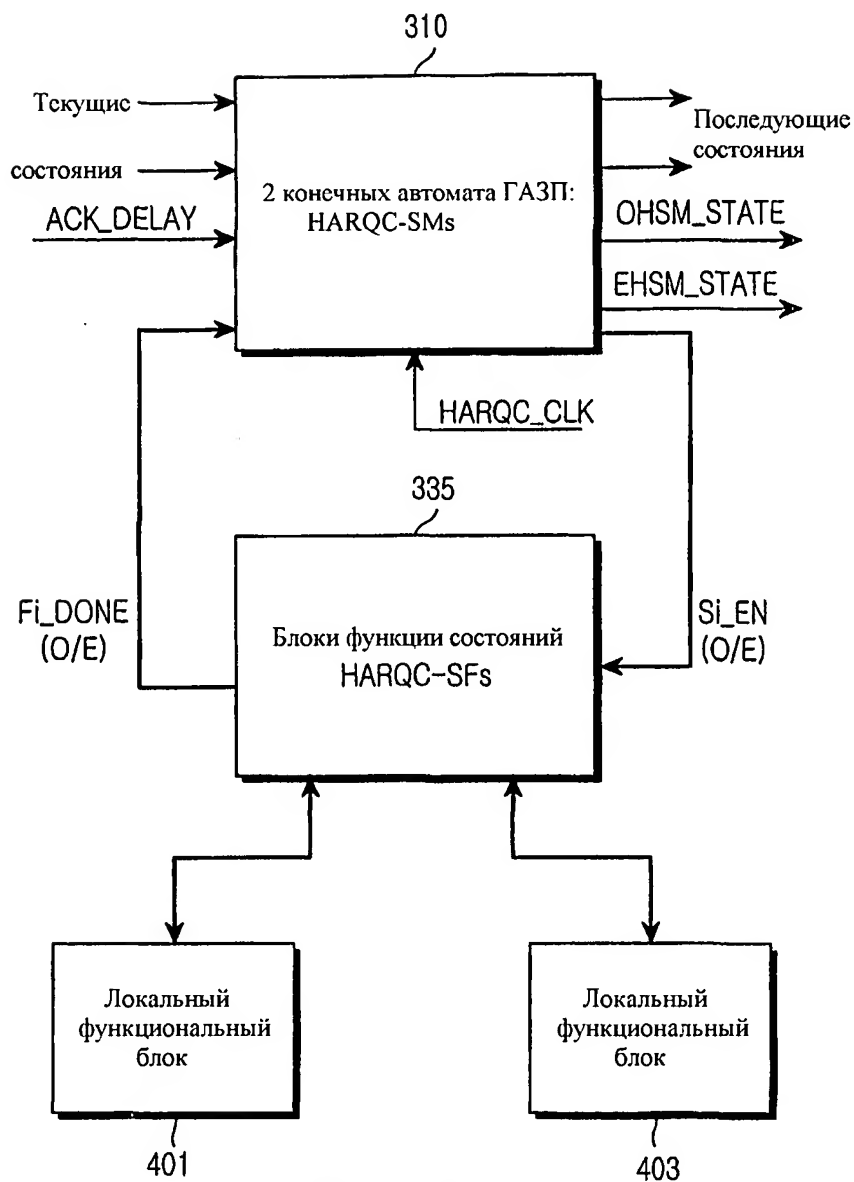 310
Текущие
состояния
ACK_DELAY
2 конечных автомата ГАЗП:
HARQC-SMs
Последующие
состояния
OHSM_STATE
EHSM_STATE
HARQC_CLK
335
Fi_DONE
(O/E)
Блоки функции состояний
HARQC-SFs
Si_EN
(O/E)
Локальный
функциональный
блок
401
Локальный
функциональный
блок
403